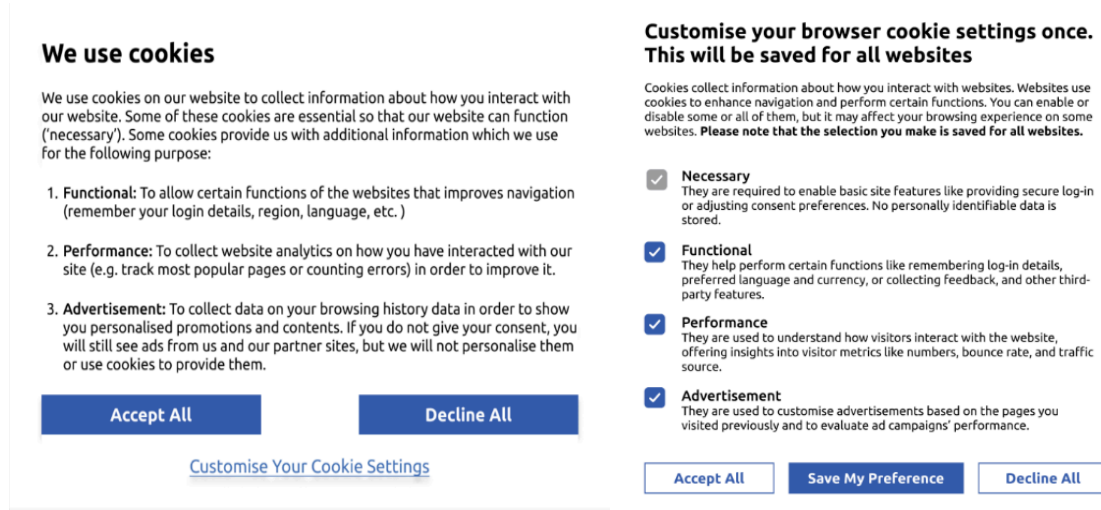 We use cookies
We use cookies on our website to collect information about how you interact with
our website. Some of these cookies are essential so that our website can function
('necessary'). Some cookies provide us with additional information which we use
for the following purpose:
1. Functional: To allow certain functions of the websites that improves navigation
(remember your login details, region, language, etc. )
2. Performance: To collect website analytics on how you have interacted with our
site (e.g. track most popular pages or counting errors) in order to improve it.
3. Advertisement: To collect data on your browsing history data in order to show
you personalised promotions and contents. If you do not give your consent, you
will still see ads from us and our partner sites, but we will not personalise them
or use cookies to provide them.
Accept All
Decline All
Customise Your Cookie Settings
Customise your browser cookie settings once.
This will be saved for all websites
Cookies collect information about how you interact with websites. Websites use
cookies to enhance navigation and perform certain functions. You can enable or
disable some or all of them, but it may affect your browsing experience on some
websites. Please note that the selection you make is saved for all websites.
Necessary
They are required to enable basic site features like providing secure log-in
or adjusting consent preferences. No personally identifiable data is
stored.
Functional
They help perform certain functions like remembering log-in details,
preferred language and currency, or collecting feedback, and other third-
party features.
Performance
They are used to understand how visitors interact with the website,
offering insights into visitor metrics like numbers, bounce rate, and traffic
source.
Advertisement
They are used to customise advertisements based on the pages you
visited previously and to evaluate ad campaigns' performance.
Accept All
Save My Preference
Decline All